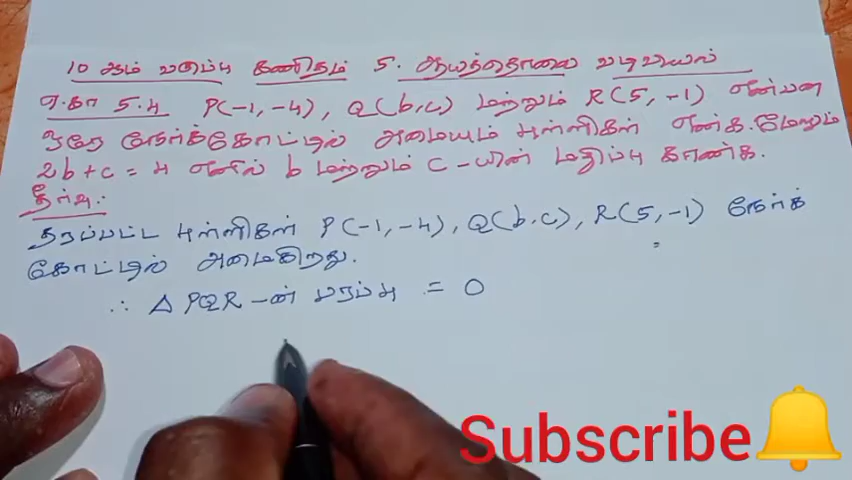 10 ஆம் வகுப்பு கணிதம் 5. ஆயத்தொலை வடிவியல்
எ.கா 5.4 P(-1,-4), Q(b,c) மற்றும் R(5,-1) என்பன
ஒரே நேர்க்கோட்டில் அமையும் புள்ளிகள் என்க. மேலும்
2b+c = 4 எனில் b மற்றும் c-யின் மதிப்பு காண்க.
தீர்வு:-
தரப்பட்ட புள்ளிகள் P(-1,-4), Q(b,c), R(5,-1) நேர்க்
கோட்டில் அமைகிறது.
∴ Δ PQR -ன் பரப்பு = 0
Subscribe